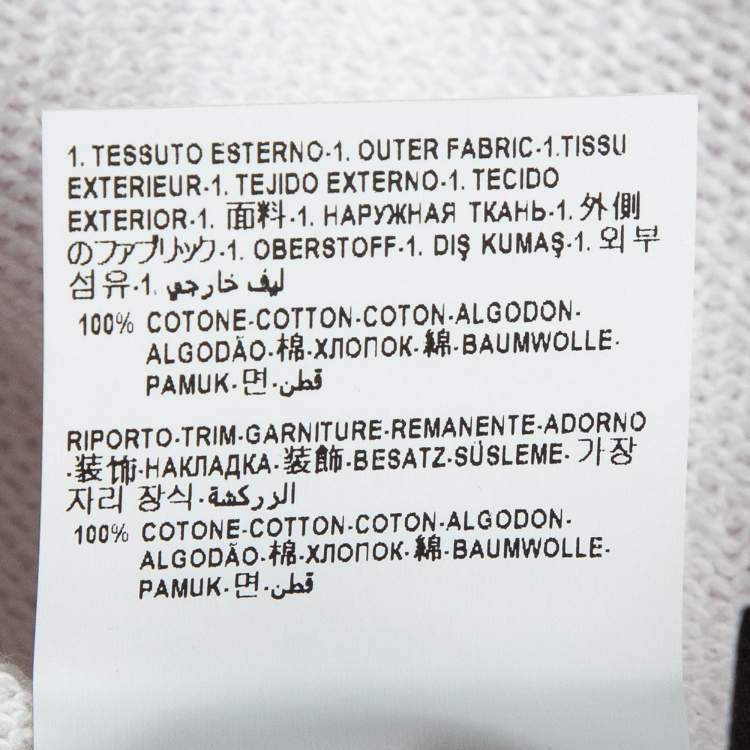 1. TESSUTO ESTERNO-1. OUTER FABRIC-1.TISSU
EXTERIEUR-1. TEJIDO EXTERNO-1. TECIDO
EXTERIOR-1. 面料-1. НАРУЖНАЯ ТКАНЬ-1. 外側
のファブリック-1. OBERSTOFF-1. DIŞ KUMAŞ-1. 외부
섬유-1. ليف خارجي
100% COTONE-COTTON-COTON-ALGODON-
ALGODÃO-棉-ХЛОПОК-綿-BAUMWOLLE-
PAMUK-면-قطن
RIPORTO-TRIM-GARNITURE-REMANENTE-ADORNO
-装饰-НАКЛАДКА-装飾-BESATZ-SÜSLEME-가장
자리 장식-الزركشة
100% COTONE-COTTON-COTON-ALGODON-
ALGODÃO-棉-ХЛОПОК-綿-BAUMWOLLE-
PAMUK-면-قطن